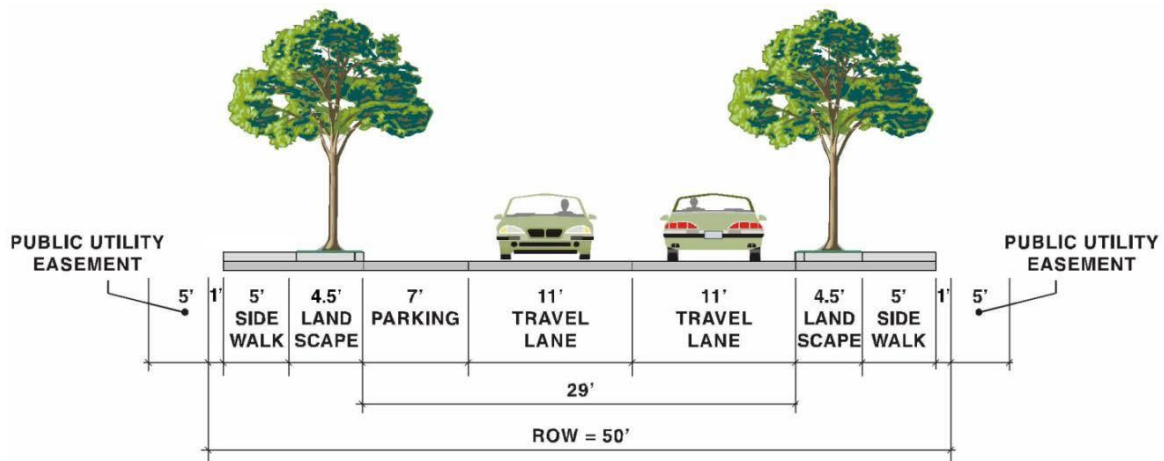 PUBLIC UTILITY
EASEMENT
PUBLIC UTILITY
EASEMENT
5' 1' 5' 4.5' 7' 11' 11' 4.5' 5' 1' 5'
SIDE LAND PARKING TRAVEL TRAVEL LAND SIDE
WALK SCAPE LANE LANE SCAPE WALK
29'
ROW = 50'